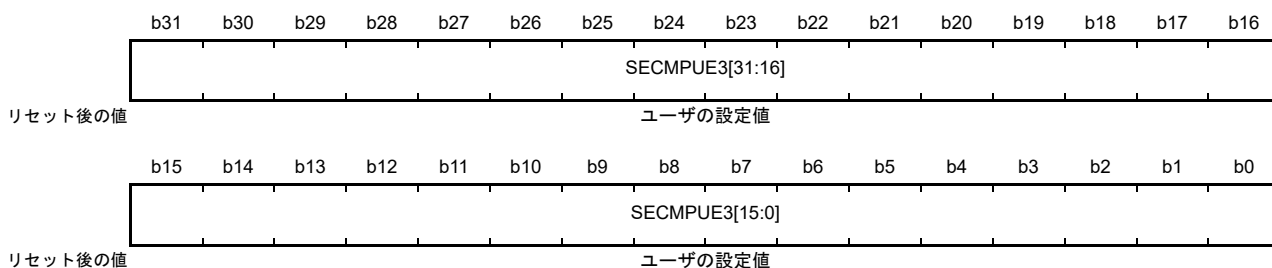 b31 b30 b29 b28 b27 b26 b25 b24 b23 b22 b21 b20 b19 b18 b17 b16
SECMPUE3[31:16]
リセット後の値 ユーザの設定値
b15 b14 b13 b12 b11 b10 b9 b8 b7 b6 b5 b4 b3 b2 b1 b0
SECMPUE3[15:0]
リセット後の値 ユーザの設定値